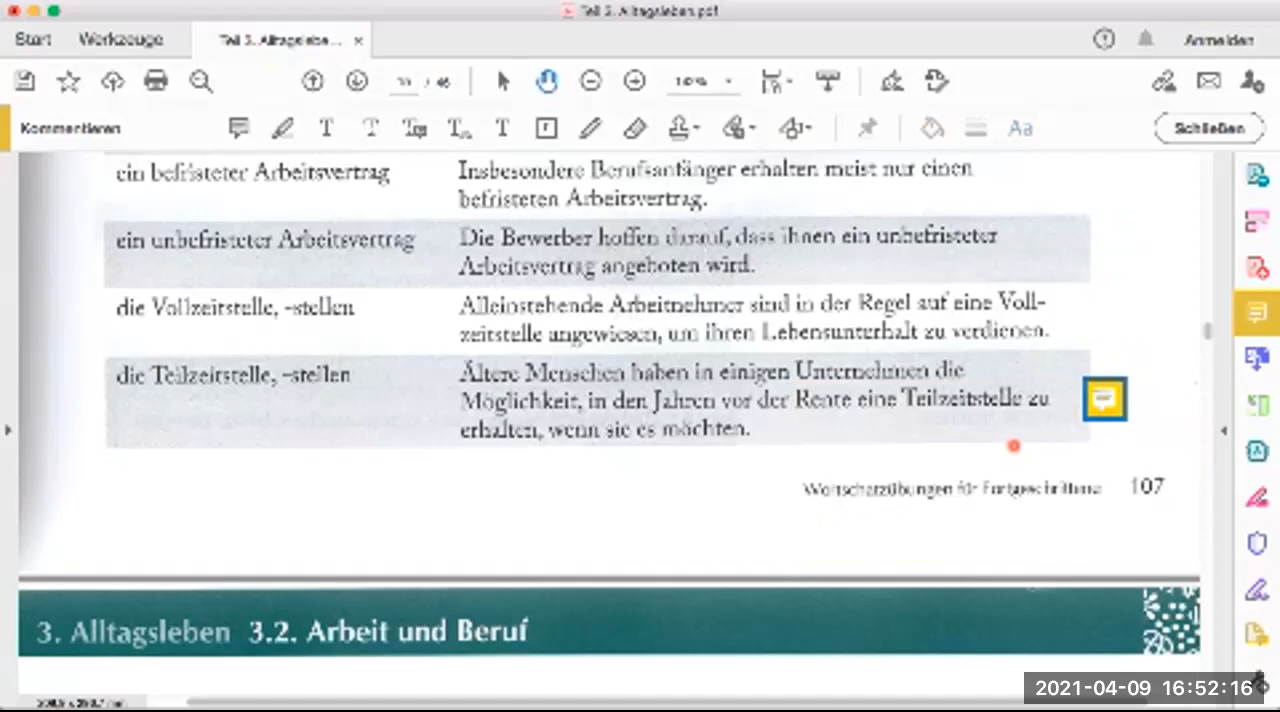 Teil 3. Alltagsleben.pdf
Start
Werkzeuge
Teil 3. Alltagslebe...
Anmelden
Kommentieren
Schließen
ein befristeter Arbeitsvertrag
Insbesondere Berufsanfänger erhalten meist nur einen
befristeten Arbeitsvertrag.
ein unbefristeter Arbeitsvertrag
Die Bewerber hoffen darauf, dass ihnen ein unbefristeter
Arbeitsvertrag angeboten wird.
die Vollzeitstelle, -stellen
Alleinstehende Arbeitnehmer sind in der Regel auf eine Voll-
zeitstelle angewiesen, um ihren Lebensunterhalt zu verdienen.
die Teilzeitstelle, -stellen
Ältere Menschen haben in einigen Unternehmen die
Möglichkeit, in den Jahren vor der Rente eine Teilzeitstelle zu
erhalten, wenn sie es möchten.
Wortschatzübungen für Fortgeschrittene 107
3. Alltagsleben 3.2. Arbeit und Beruf
2021-04-09 16:52:16